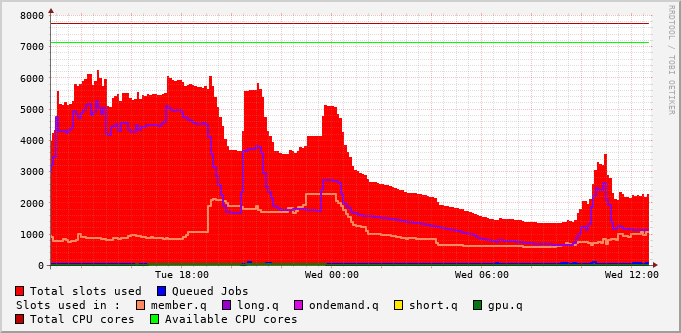 8000
7000
6000
5000
4000
3000
2000
1000
0
Tue 18:00 Wed 00:00 Wed 06:00 Wed 12:00
RRDTOOL / TOBI OETIKER
Total slots used Queued Jobs
Slots used in : member.q long.q ondemand.q short.q gpu.q
Total CPU cores Available CPU cores